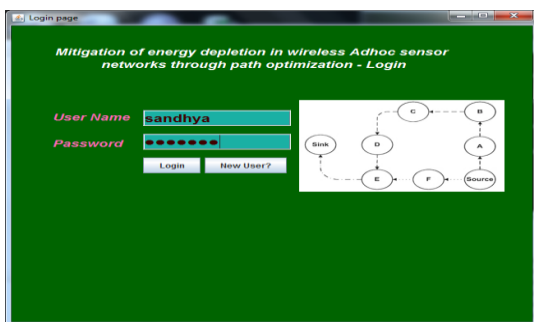 Login page
Mitigation of energy depletion in wireless Adhoc sensor
networks through path optimization - Login
User Name sandhya
Password ●●●●●●●
Login New User?
C B
Sink D A
E F Source